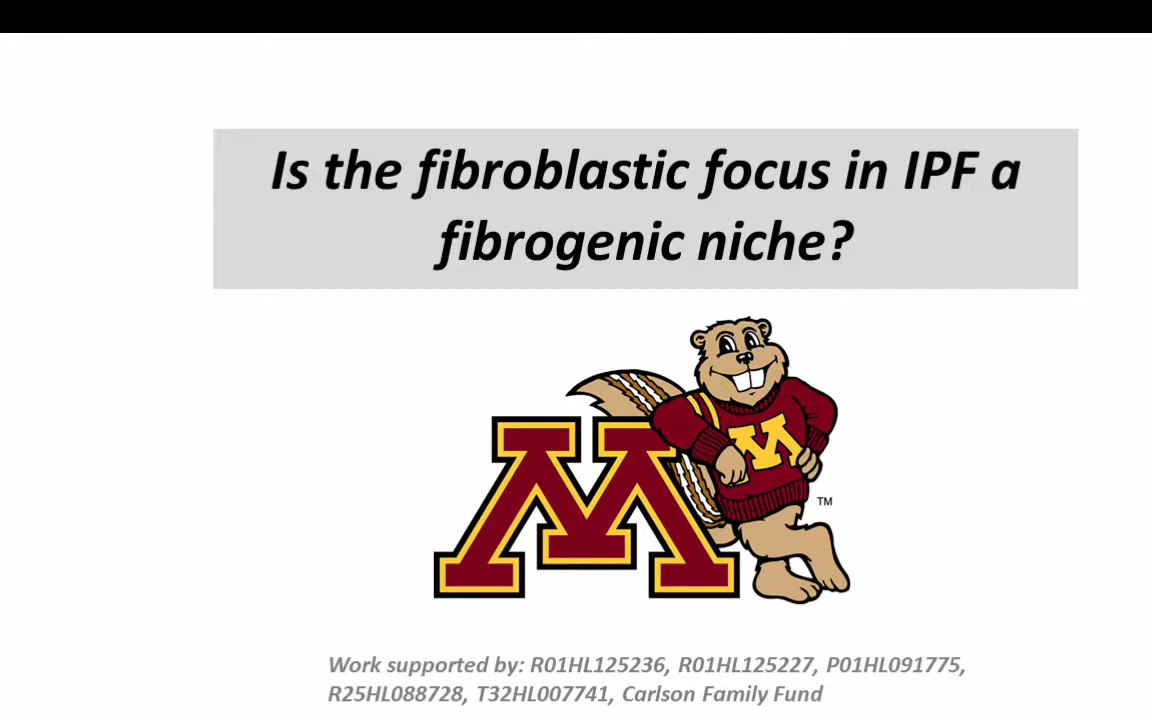 Is the fibroblastic focus in IPF a
fibrogenic niche?
M
M
TM
Work supported by: R01HL125236, R01HL125227, P01HL091775,
R25HL088728, T32HL007741, Carlson Family Fund